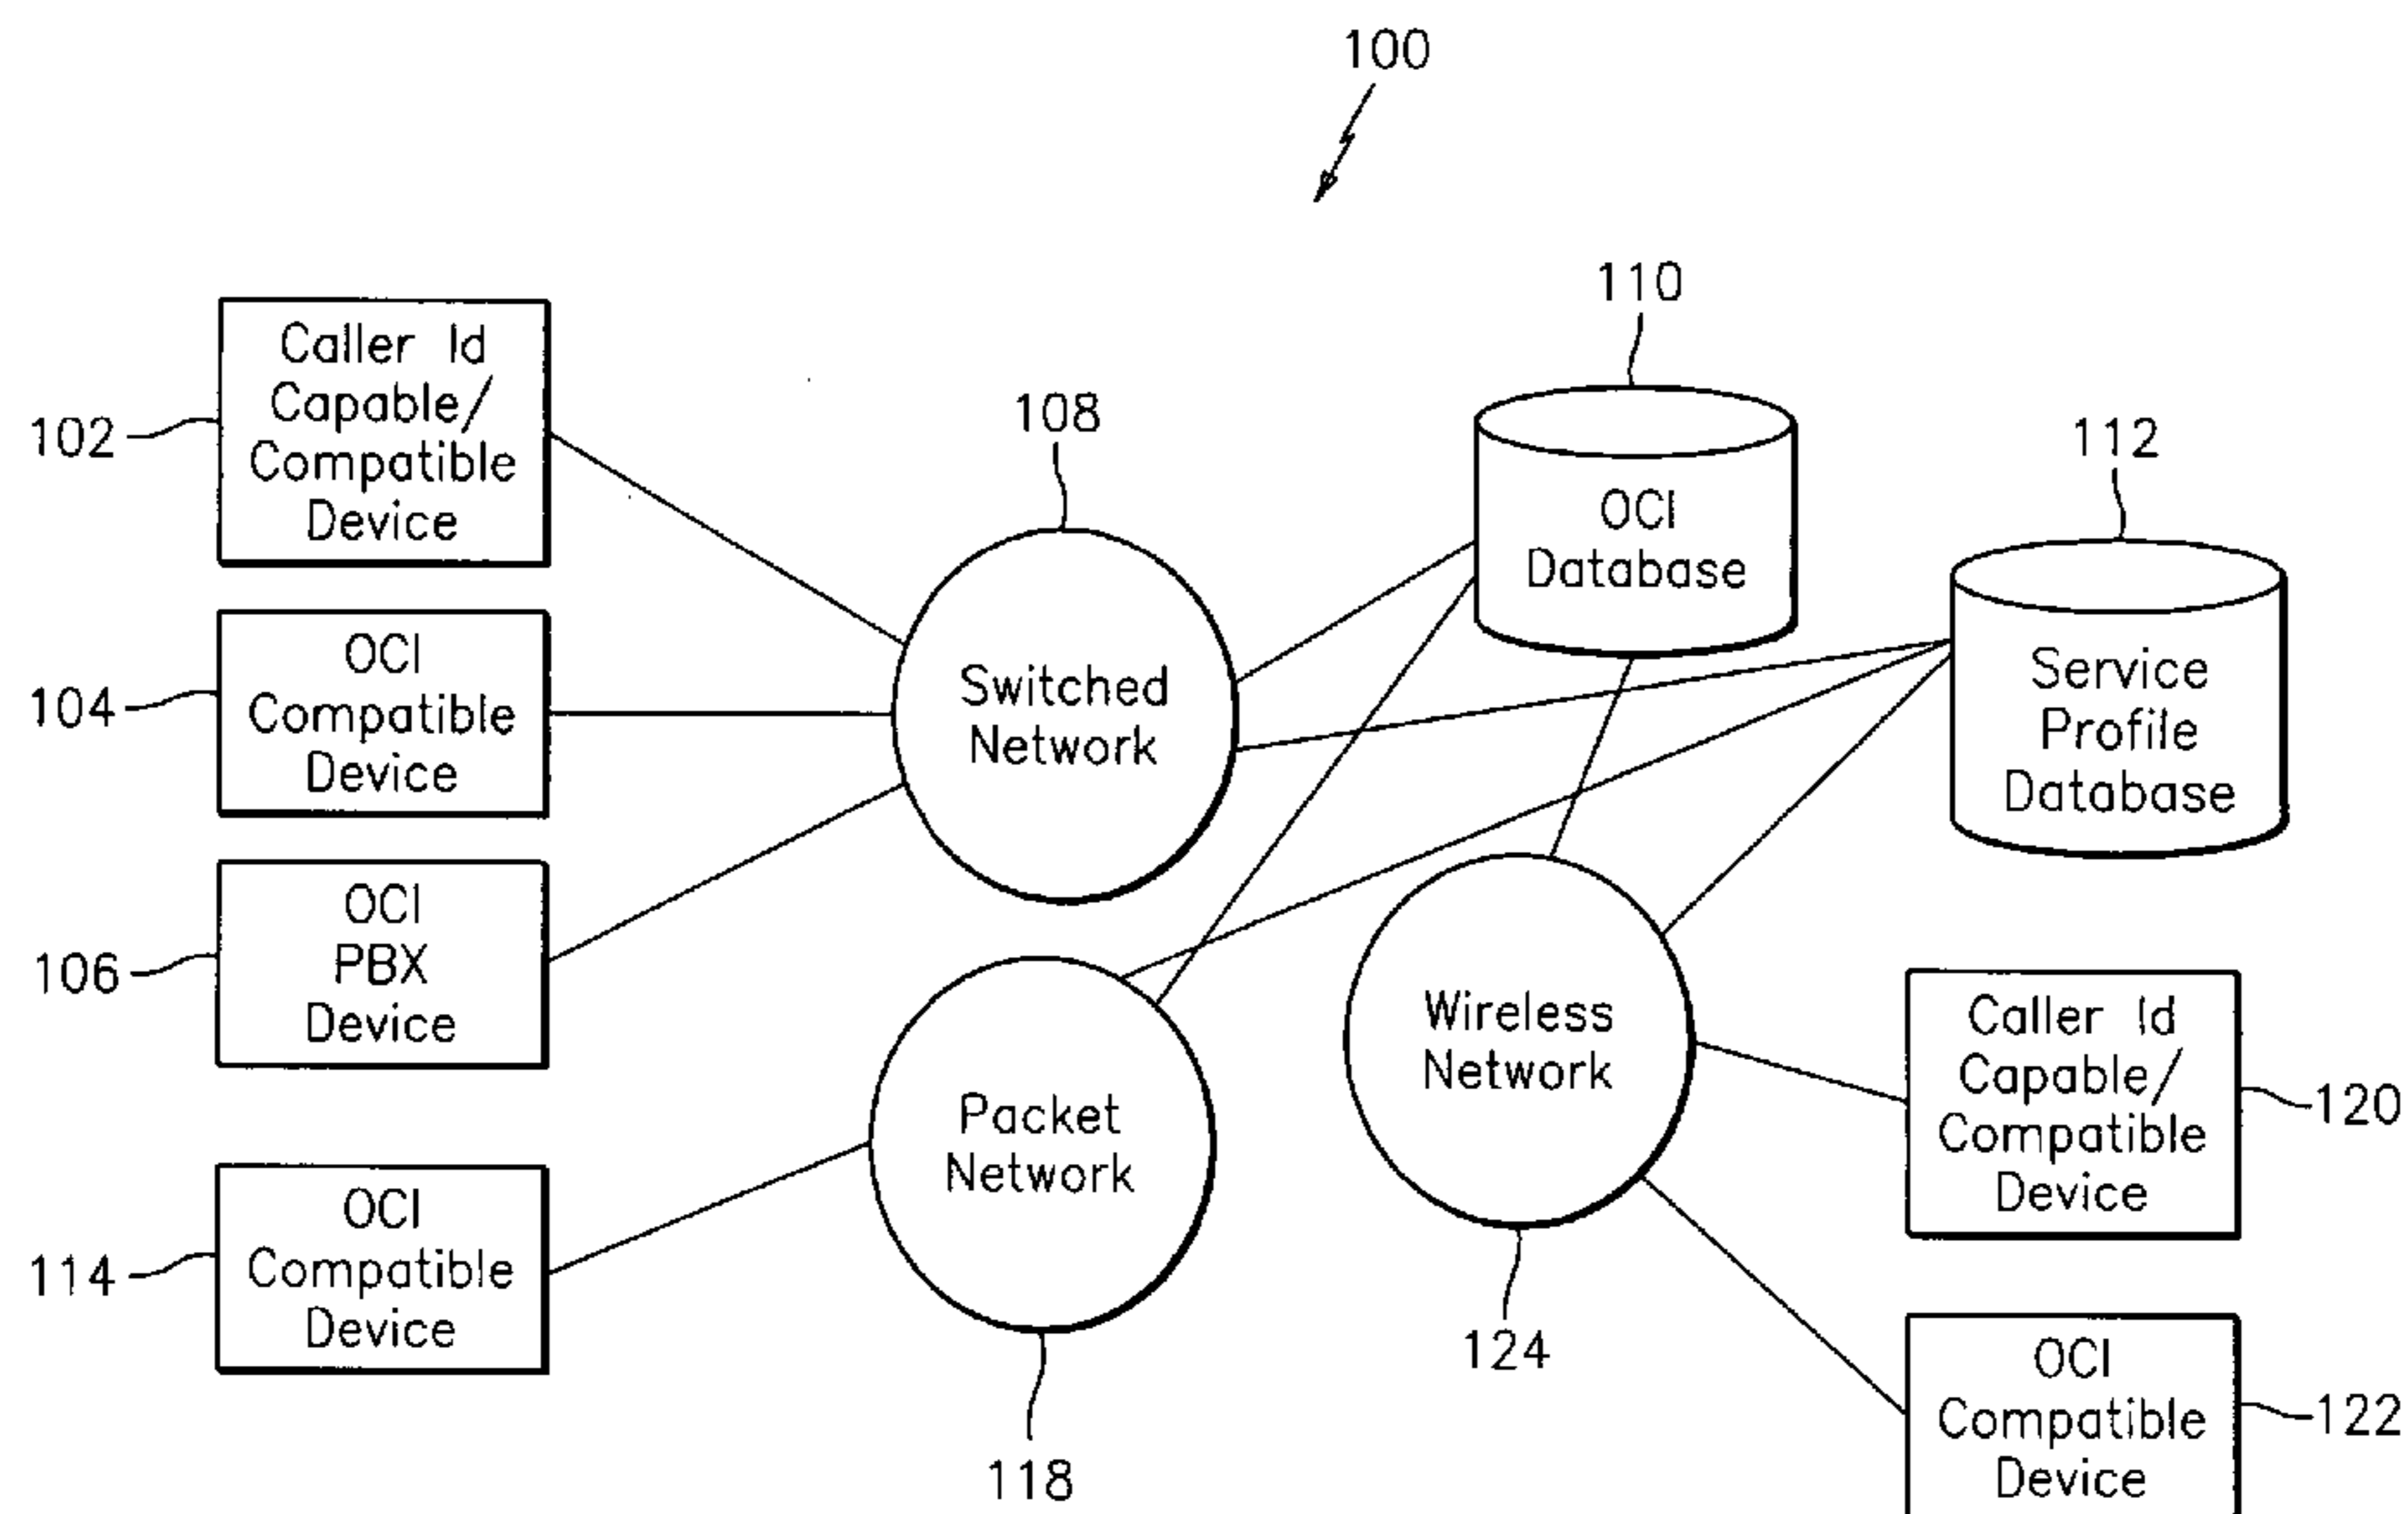 100
110
112
108
102
Caller Id
Capable/
Compatible
Device
104
OCI
Compatible
Device
106
OCI
PBX
Device
114
OCI
Compatible
Device
Switched
Network
OCI
Database
Service
Profile
Database
Packet
Network
118
Wireless
Network
124
Caller Id
Capable/
Compatible
Device
120
OCI
Compatible
Device
122